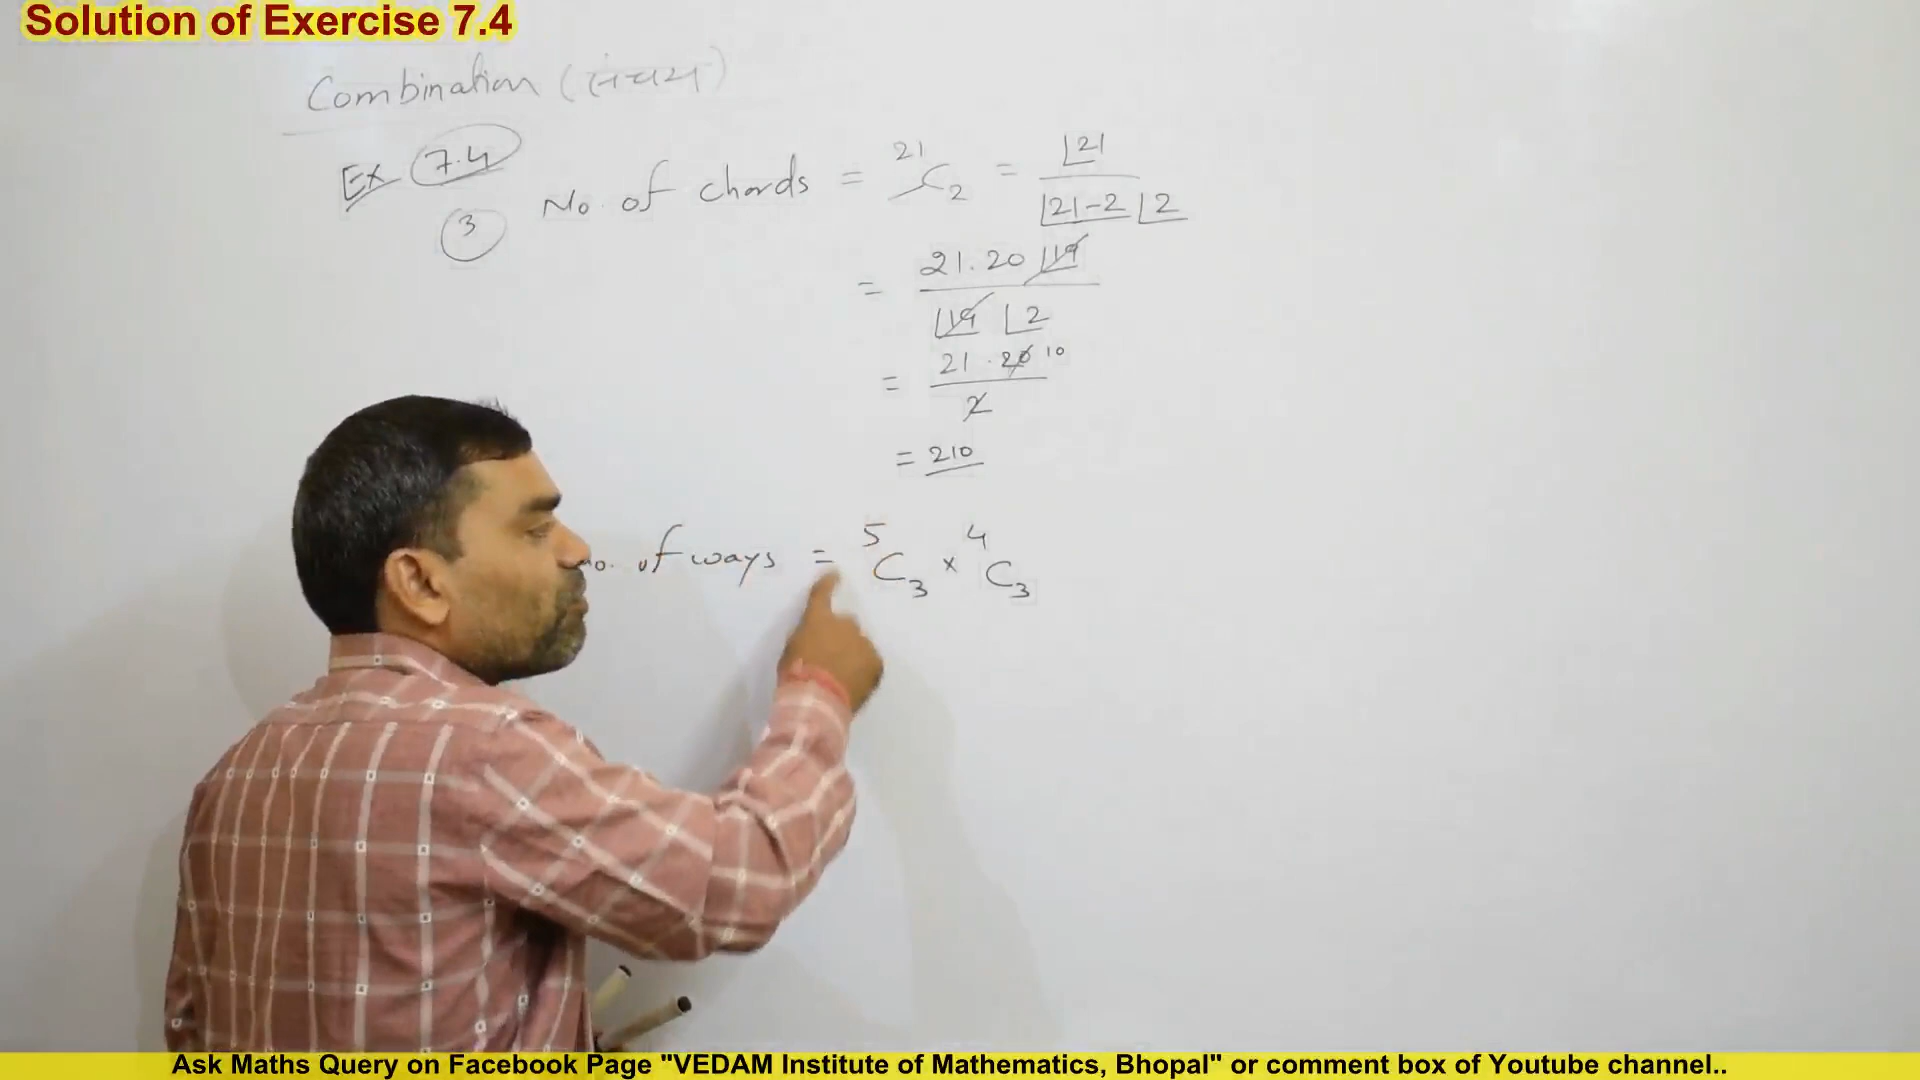 Solution of Exercise 7.4
Combination (संचय)
Ex 7.4
3 No. of chords = ²¹C₂ = ⌊21 / ⌊21-2 ⌊2
= 21.20 ⌊19 / ⌊19 ⌊2
= 21.20 10 / 2
= 210
No. of ways = ⁵C₃ × ⁴C₃
Ask Maths Query on Facebook Page "VEDAM Institute of Mathematics, Bhopal" or comment box of Youtube channel..